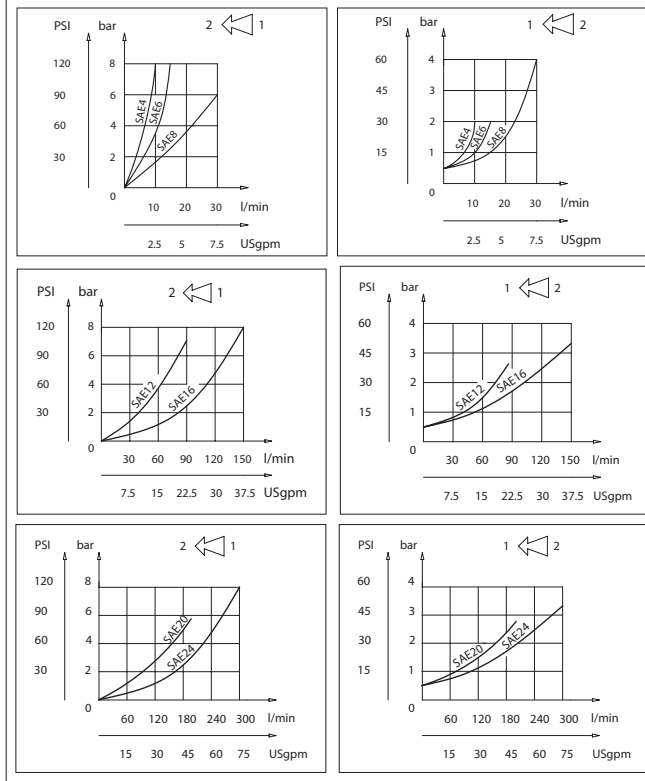 PSI bar 2 1
120 8
90 6
60 4
30 2
0
SAE4 SAE6 SAE8
10 20 30 l/min
2.5 5 7.5 USgpm
PSI bar 1 2
60 4
45 3
30 2
15 1
0
SAE4 SAE6 SAE8
10 20 30 l/min
2.5 5 7.5 USgpm
PSI bar 2 1
120 8
90 6
60 4
30 2
0
SAE12 SAE16
30 60 90 120 150 l/min
7.5 15 22.5 30 37.5 USgpm
PSI bar 1 2
60 4
45 3
30 2
15 1
0
SAE12 SAE16
30 60 90 120 150 l/min
7.5 15 22.5 30 37.5 USgpm
PSI bar 2 1
120 8
90 6
60 4
30 2
0
SAE20 SAE24
60 120 180 240 300 l/min
15 30 45 60 75 USgpm
PSI bar 1 2
60 4
45 3
30 2
15 1
0
SAE20 SAE24
60 120 180 240 300 l/min
15 30 45 60 75 USgpm